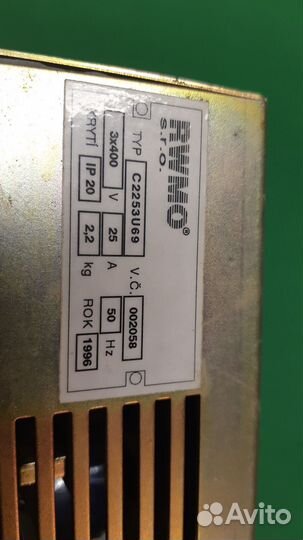 RWMO®
s.r.o.
TYP C2253U69 V.Č. 002058
3x400 V 25 A 50 Hz
KRYTÍ IP 20 2,2 kg ROK 1996
Avito